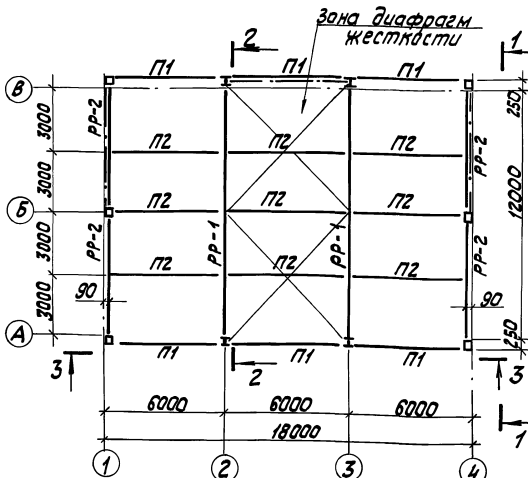 Зона диафрагм
жесткости
2
1
П1 П1 П1
В
250
3000
РР-2
П2 П2 П2
РР-2
3000
12000
Б
П2 П2 П2
3000
РР-2
РР-1
РР-1
РР-2
П2 П2 П2
90
90
3000
А
250
П1 П1 П1
3
2
3
6000 6000 6000
1
18000
1 2 3 4